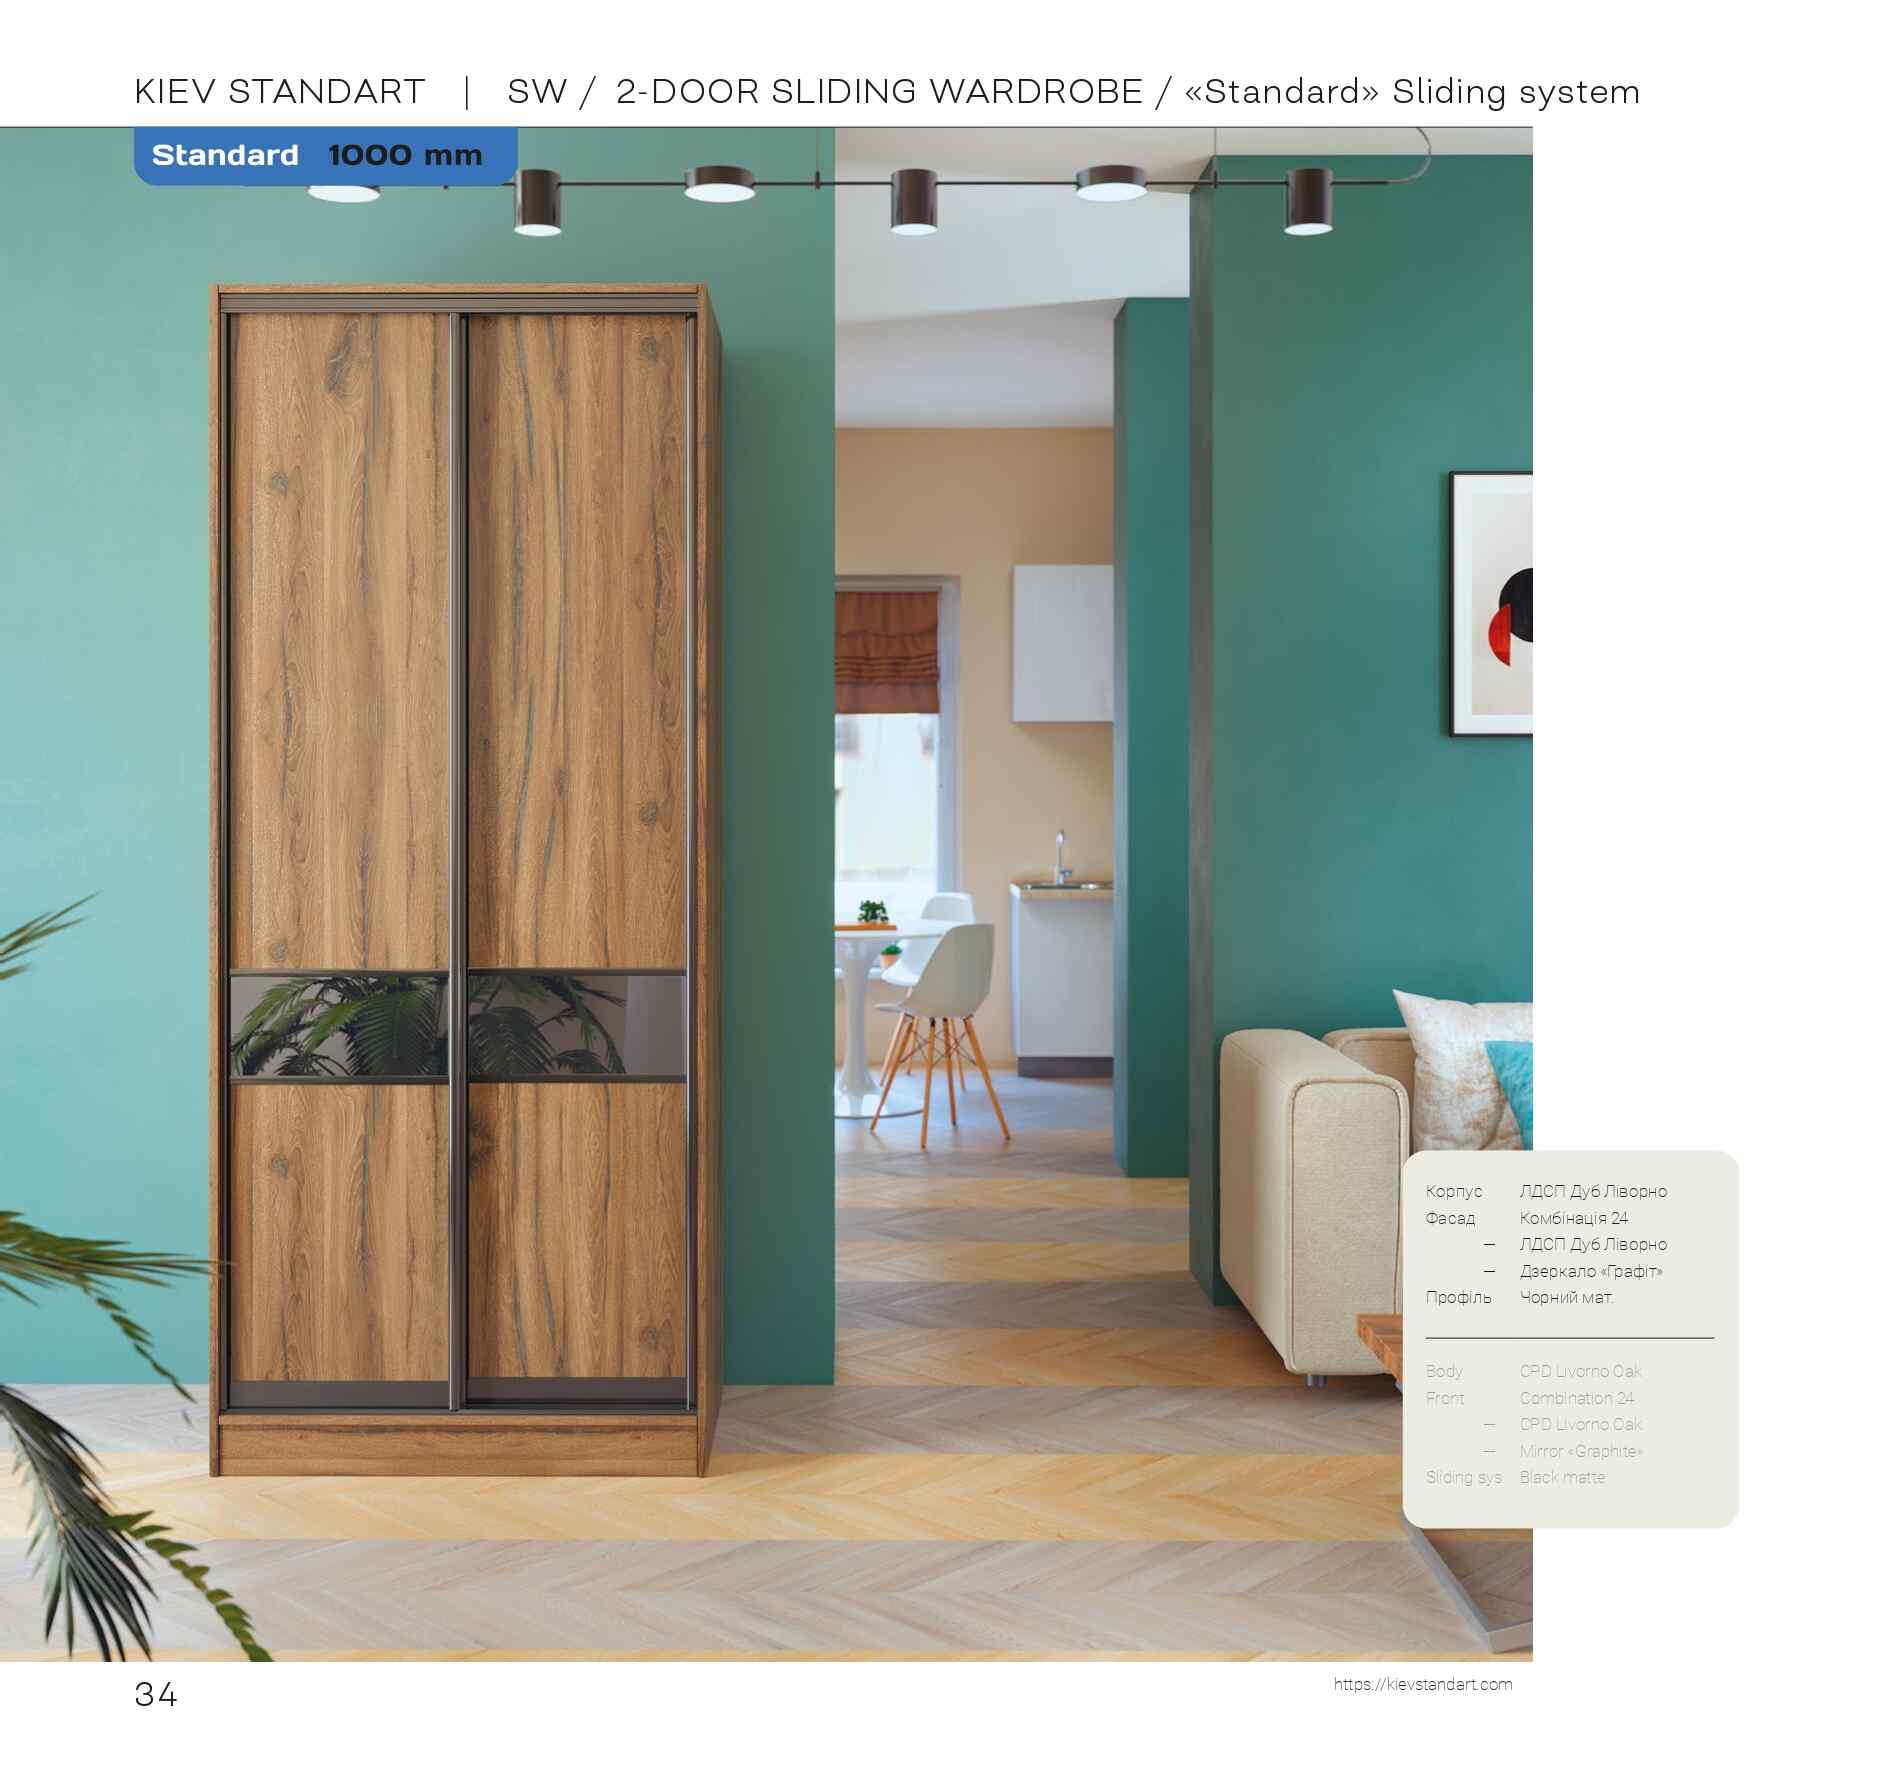 KIEV STANDART | SW / 2-DOOR SLIDING WARDROBE / «Standard» Sliding system
Standard 1000 mm
Корпус ЛДСП Дуб Ліворно
Фасад Комбінація 24
— ЛДСП Дуб Ліворно
— Дзеркало «Графіт»
Профіль Чорний мат.
Body CPD Livorno Oak
Front Combination 24
— CPD Livorno Oak
— Mirror «Graphite»
Sliding sys. Black matte
34
https://kievstandart.com